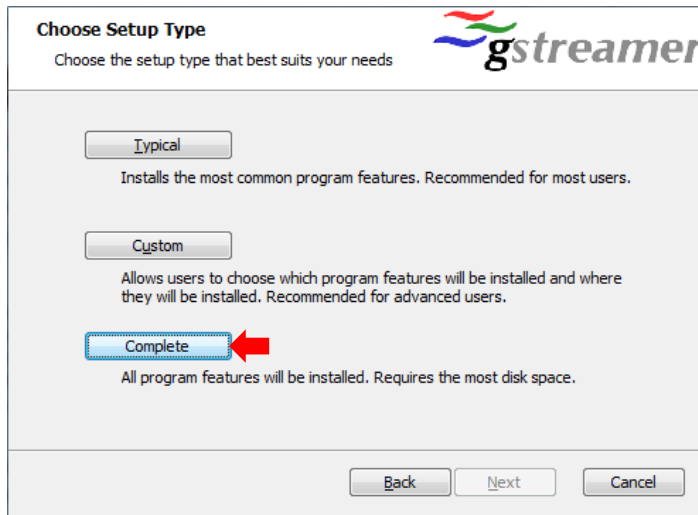 Choose Setup Type
Choose the setup type that best suits your needs
gstreamer
Typical
Installs the most common program features. Recommended for most users.
Custom
Allows users to choose which program features will be installed and where
they will be installed. Recommended for advanced users.
Complete
All program features will be installed. Requires the most disk space.
Back
Next
Cancel